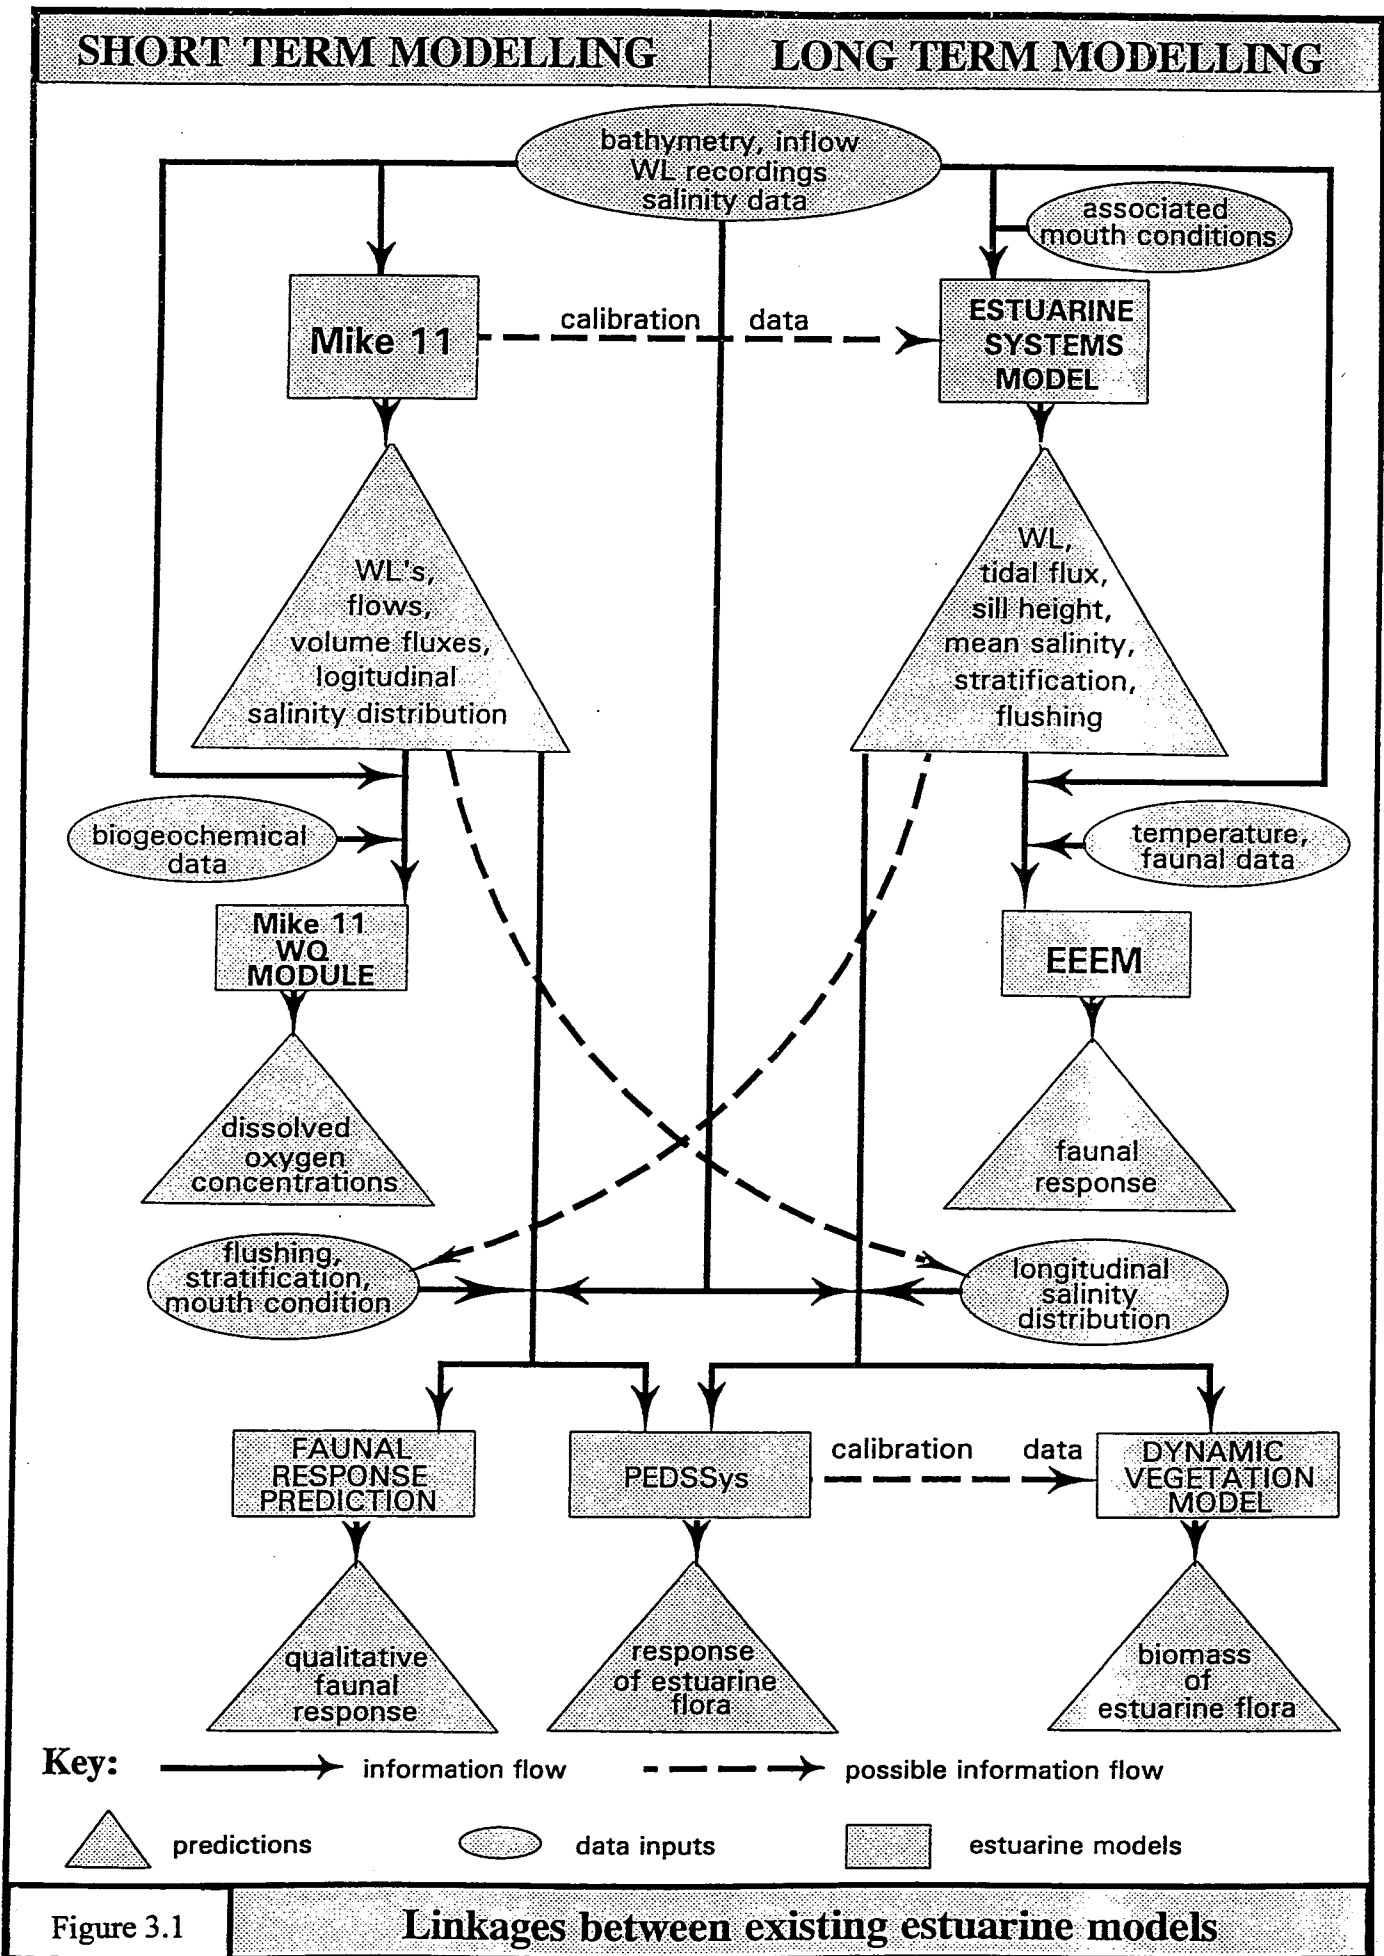 SHORT TERM MODELLING
LONG TERM MODELLING
bathymetry, inflow
WL recordings
salinity data
associated
mouth conditions
Mike 11
calibration data
ESTUARINE
SYSTEMS
MODEL
WL's,
flows,
volume fluxes,
logitudinal
salinity distribution
WL,
tidal flux,
sill height,
mean salinity,
stratification,
flushing
biogeochemical
data
temperature,
faunal data
Mike 11
WQ
MODULE
EEEM
dissolved
oxygen
concentrations
faunal
response
flushing,
stratification,
mouth condition
longitudinal
salinity
distribution
FAUNAL
RESPONSE
PREDICTION
PEDSSys
calibration data
DYNAMIC
VEGETATION
MODEL
qualitative
faunal
response
response
of estuarine
flora
biomass
of
estuarine flora
Key:
information flow
possible information flow
predictions
data inputs
estuarine models
Figure 3.1
Linkages between existing estuarine models